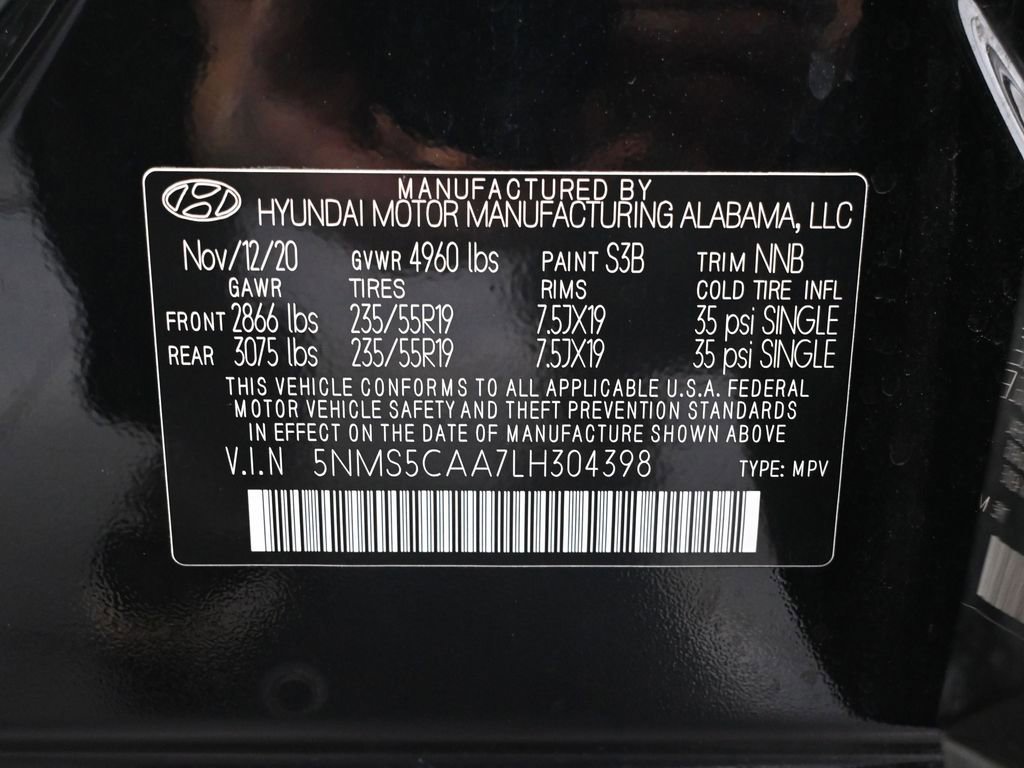 MANUFACTURED BY
HYUNDAI MOTOR MANUFACTURING ALABAMA, LLC
Nov/12/20 GVWR 4960 lbs PAINT S3B TRIM NNB
GAWR TIRES RIMS COLD TIRE INFL
FRONT 2866 lbs 235/55R19 7.5JX19 35 psi SINGLE
REAR 3075 lbs 235/55R19 7.5JX19 35 psi SINGLE
THIS VEHICLE CONFORMS TO ALL APPLICABLE U.S.A. FEDERAL
MOTOR VEHICLE SAFETY AND THEFT PREVENTION STANDARDS
IN EFFECT ON THE DATE OF MANUFACTURE SHOWN ABOVE
V.I.N 5NMS5CAA7LH304398 TYPE: MPV